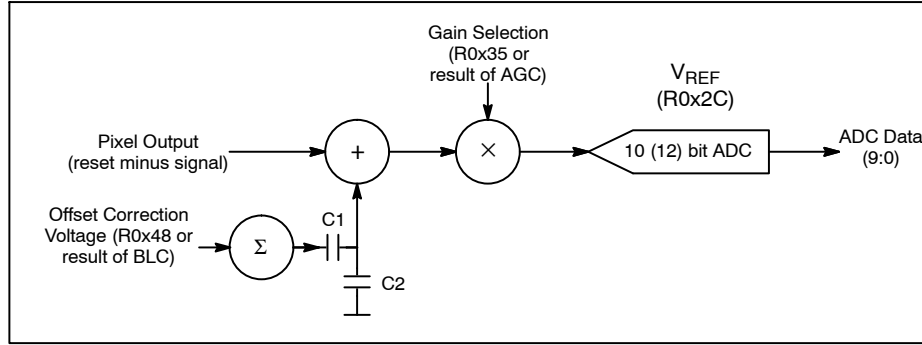 Gain Selection
(R0x35 or
result of AGC)
VREF
(R0x2C)
Pixel Output
(reset minus signal)
+
×
10 (12) bit ADC
ADC Data
(9:0)
Offset Correction
Voltage (R0x48 or
result of BLC)
Σ
C1
C2